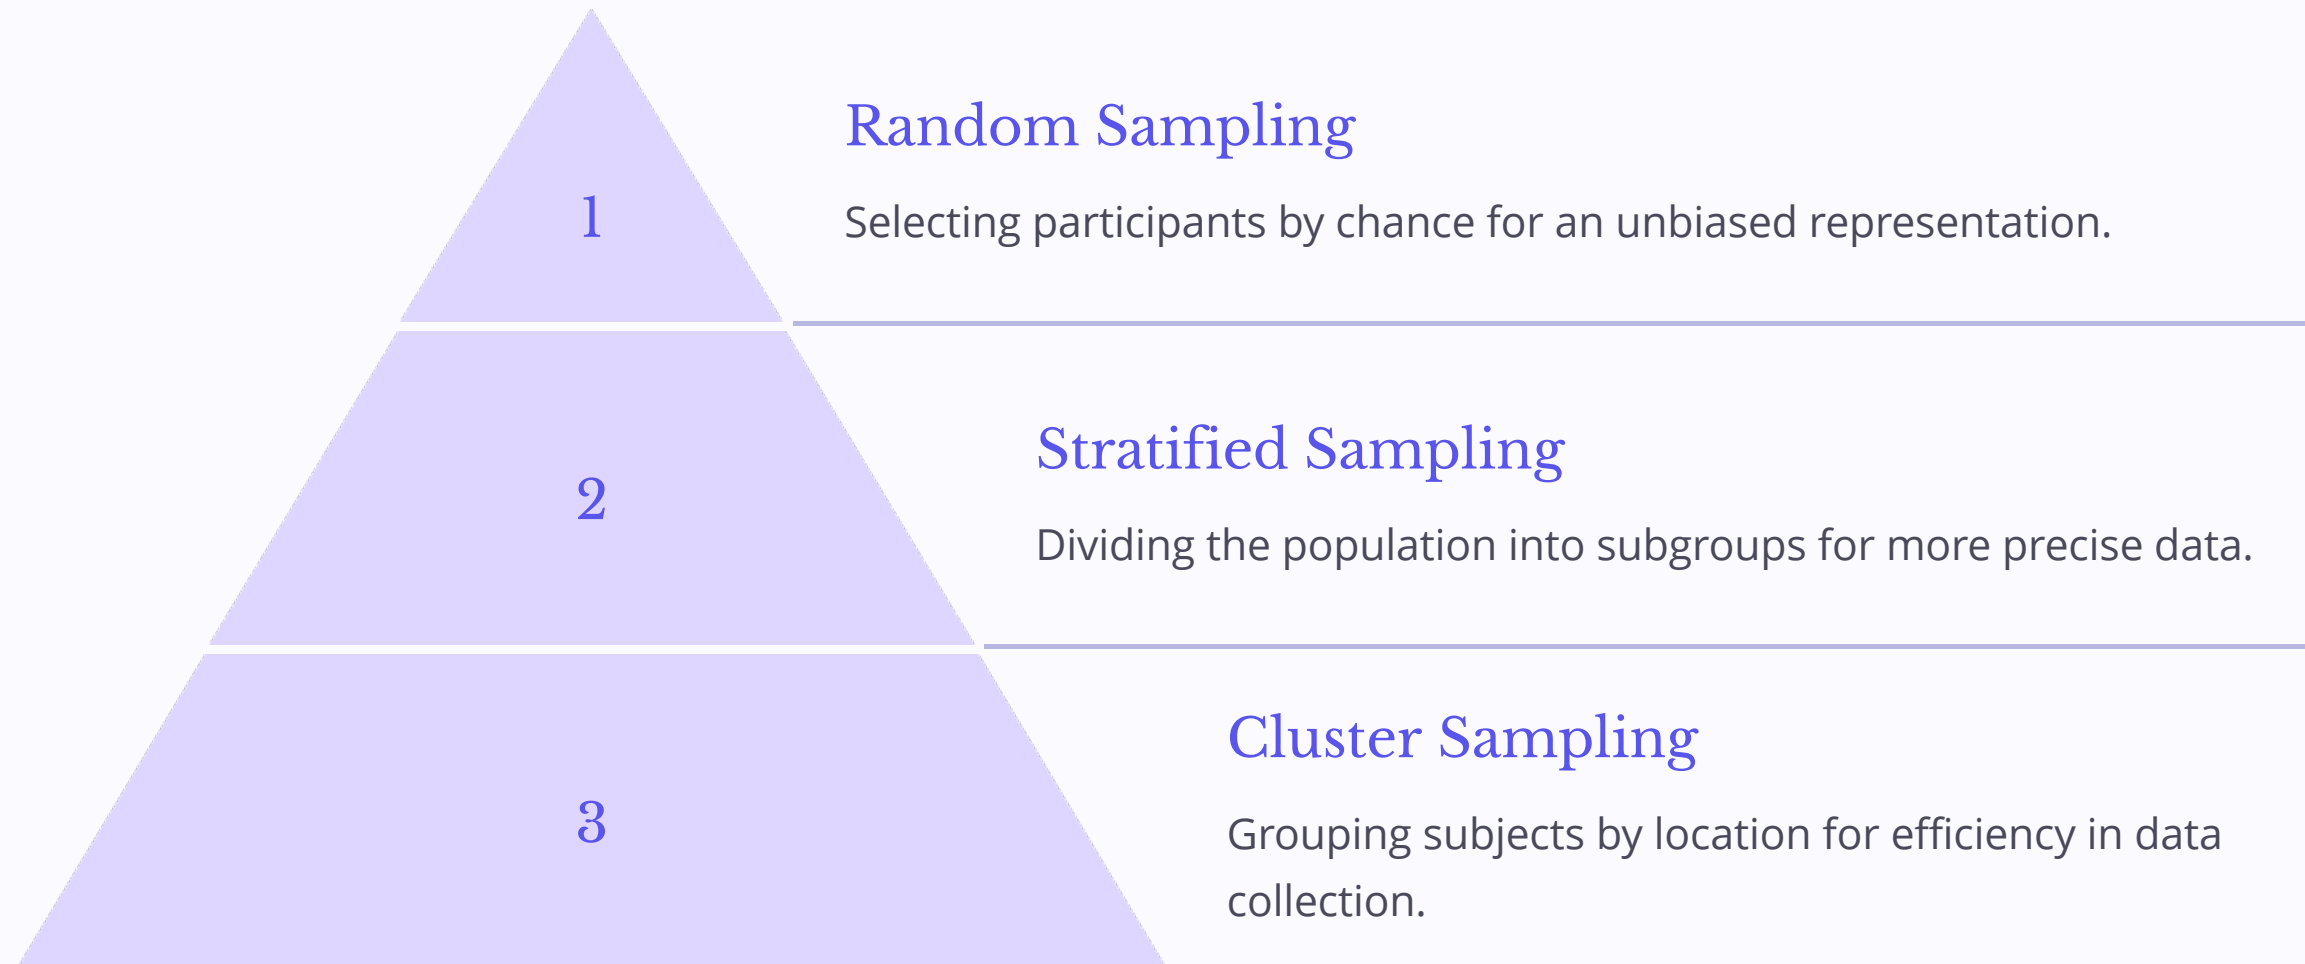 1
Random Sampling
Selecting participants by chance for an unbiased representation.
2
Stratified Sampling
Dividing the population into subgroups for more precise data.
3
Cluster Sampling
Grouping subjects by location for efficiency in data
collection.